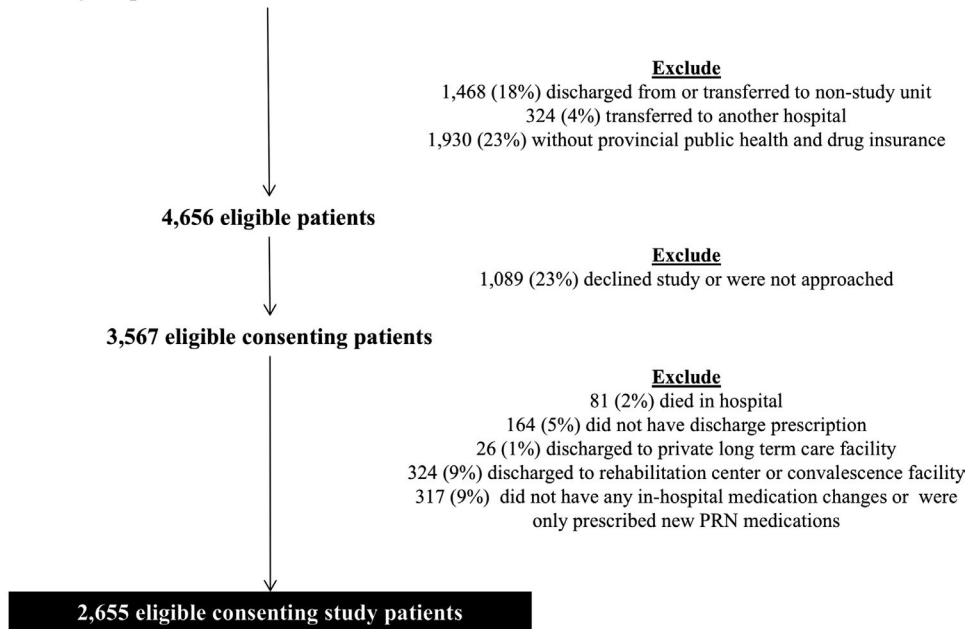 Exclude
1,468 (18%) discharged from or transferred to non-study unit
324 (4%) transferred to another hospital
1,930 (23%) without provincial public health and drug insurance
4,656 eligible patients
Exclude
1,089 (23%) declined study or were not approached
3,567 eligible consenting patients
Exclude
81 (2%) died in hospital
164 (5%) did not have discharge prescription
26 (1%) discharged to private long term care facility
324 (9%) discharged to rehabilitation center or convalescence facility
317 (9%) did not have any in-hospital medication changes or were
only prescribed new PRN medications
2,655 eligible consenting study patients